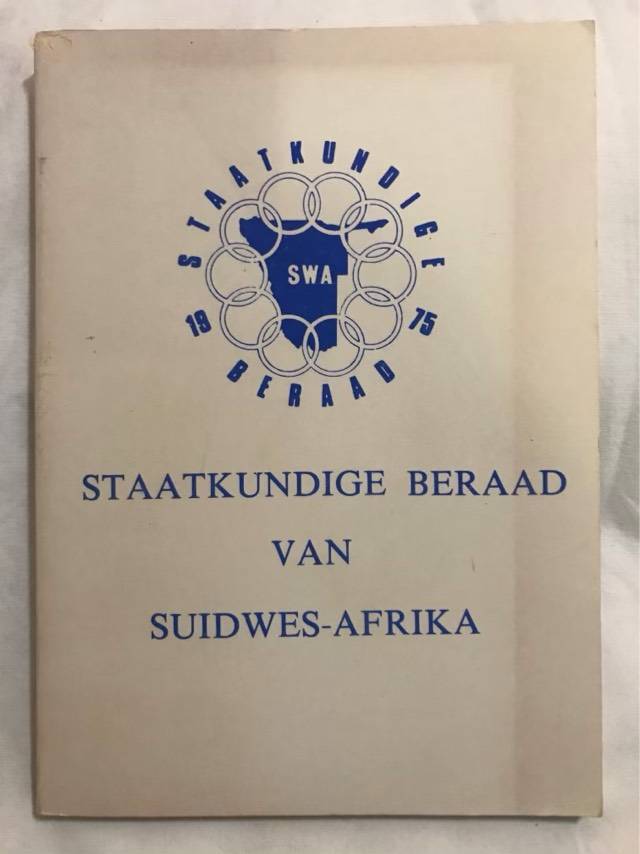 STAATKUNDIGE
SWA
19 75
BERAAD
STAATKUNDIGE BERAAD
VAN
SUIDWES-AFRIKA